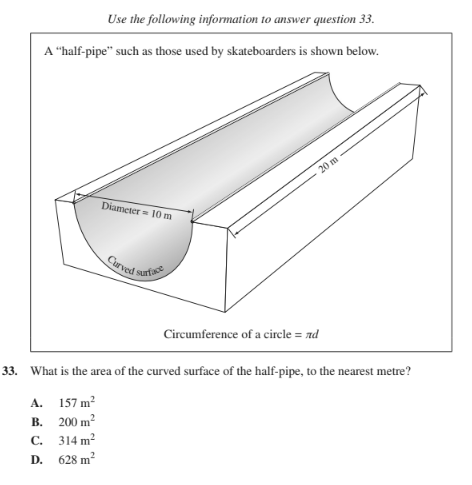 Use the following information to answer question 33.
A “half-pipe” such as those used by skateboarders is shown below.
20 m
Diameter = 10 m
Curved surface
Circumference of a circle = πd
33. What is the area of the curved surface of the half-pipe, to the nearest metre?
A. 157 m²
B. 200 m²
C. 314 m²
D. 628 m²